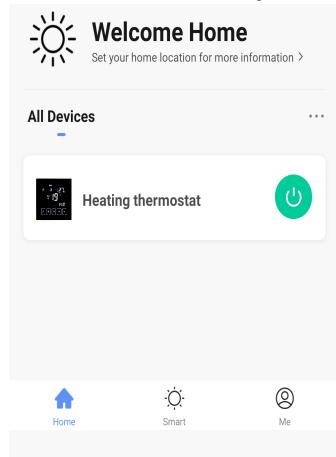 Welcome Home
Set your home location for more information >
All Devices
Heating thermostat
Home
Smart
Me